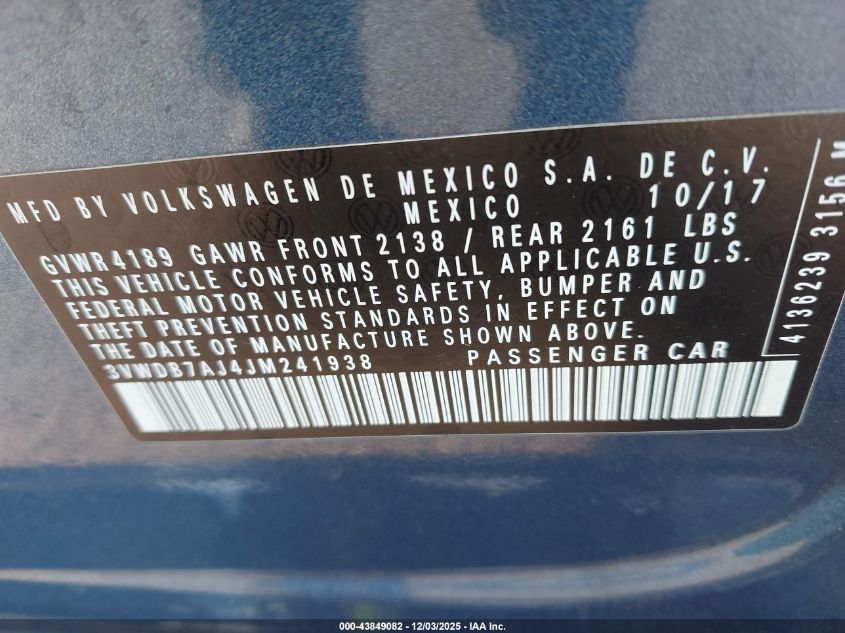 MFD BY VOLKSWAGEN DE MEXICO S.A. DE C.V.
MEXICO 10/17
GVWR4189 GAWR FRONT 2138 / REAR 2161 LBS
THIS VEHICLE CONFORMS TO ALL APPLICABLE U.S.
FEDERAL MOTOR VEHICLE SAFETY, BUMPER AND
THEFT PREVENTION STANDARDS IN EFFECT ON
THE DATE OF MANUFACTURE SHOWN ABOVE.
3VWDB7AJ4JM241938 PASSENGER CAR
4136239 3156 M
000-43849082 - 12/03/2025 - IAA Inc.